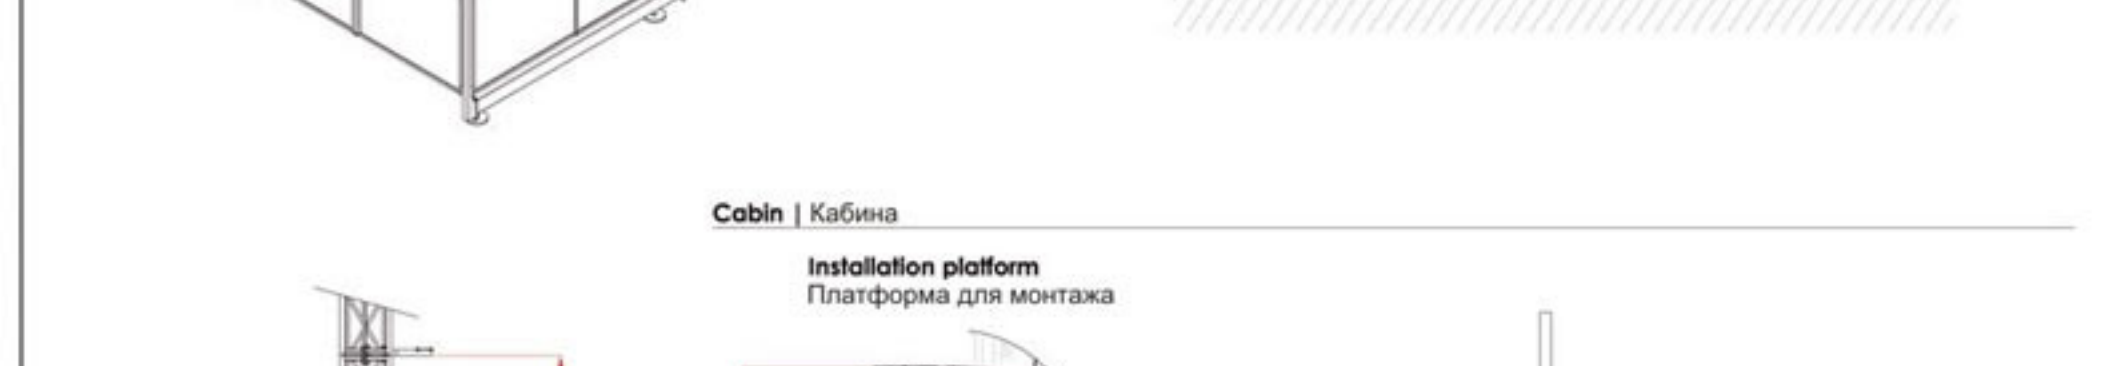 Cabin | Кабина
Installation platform
Платформа для монтажа